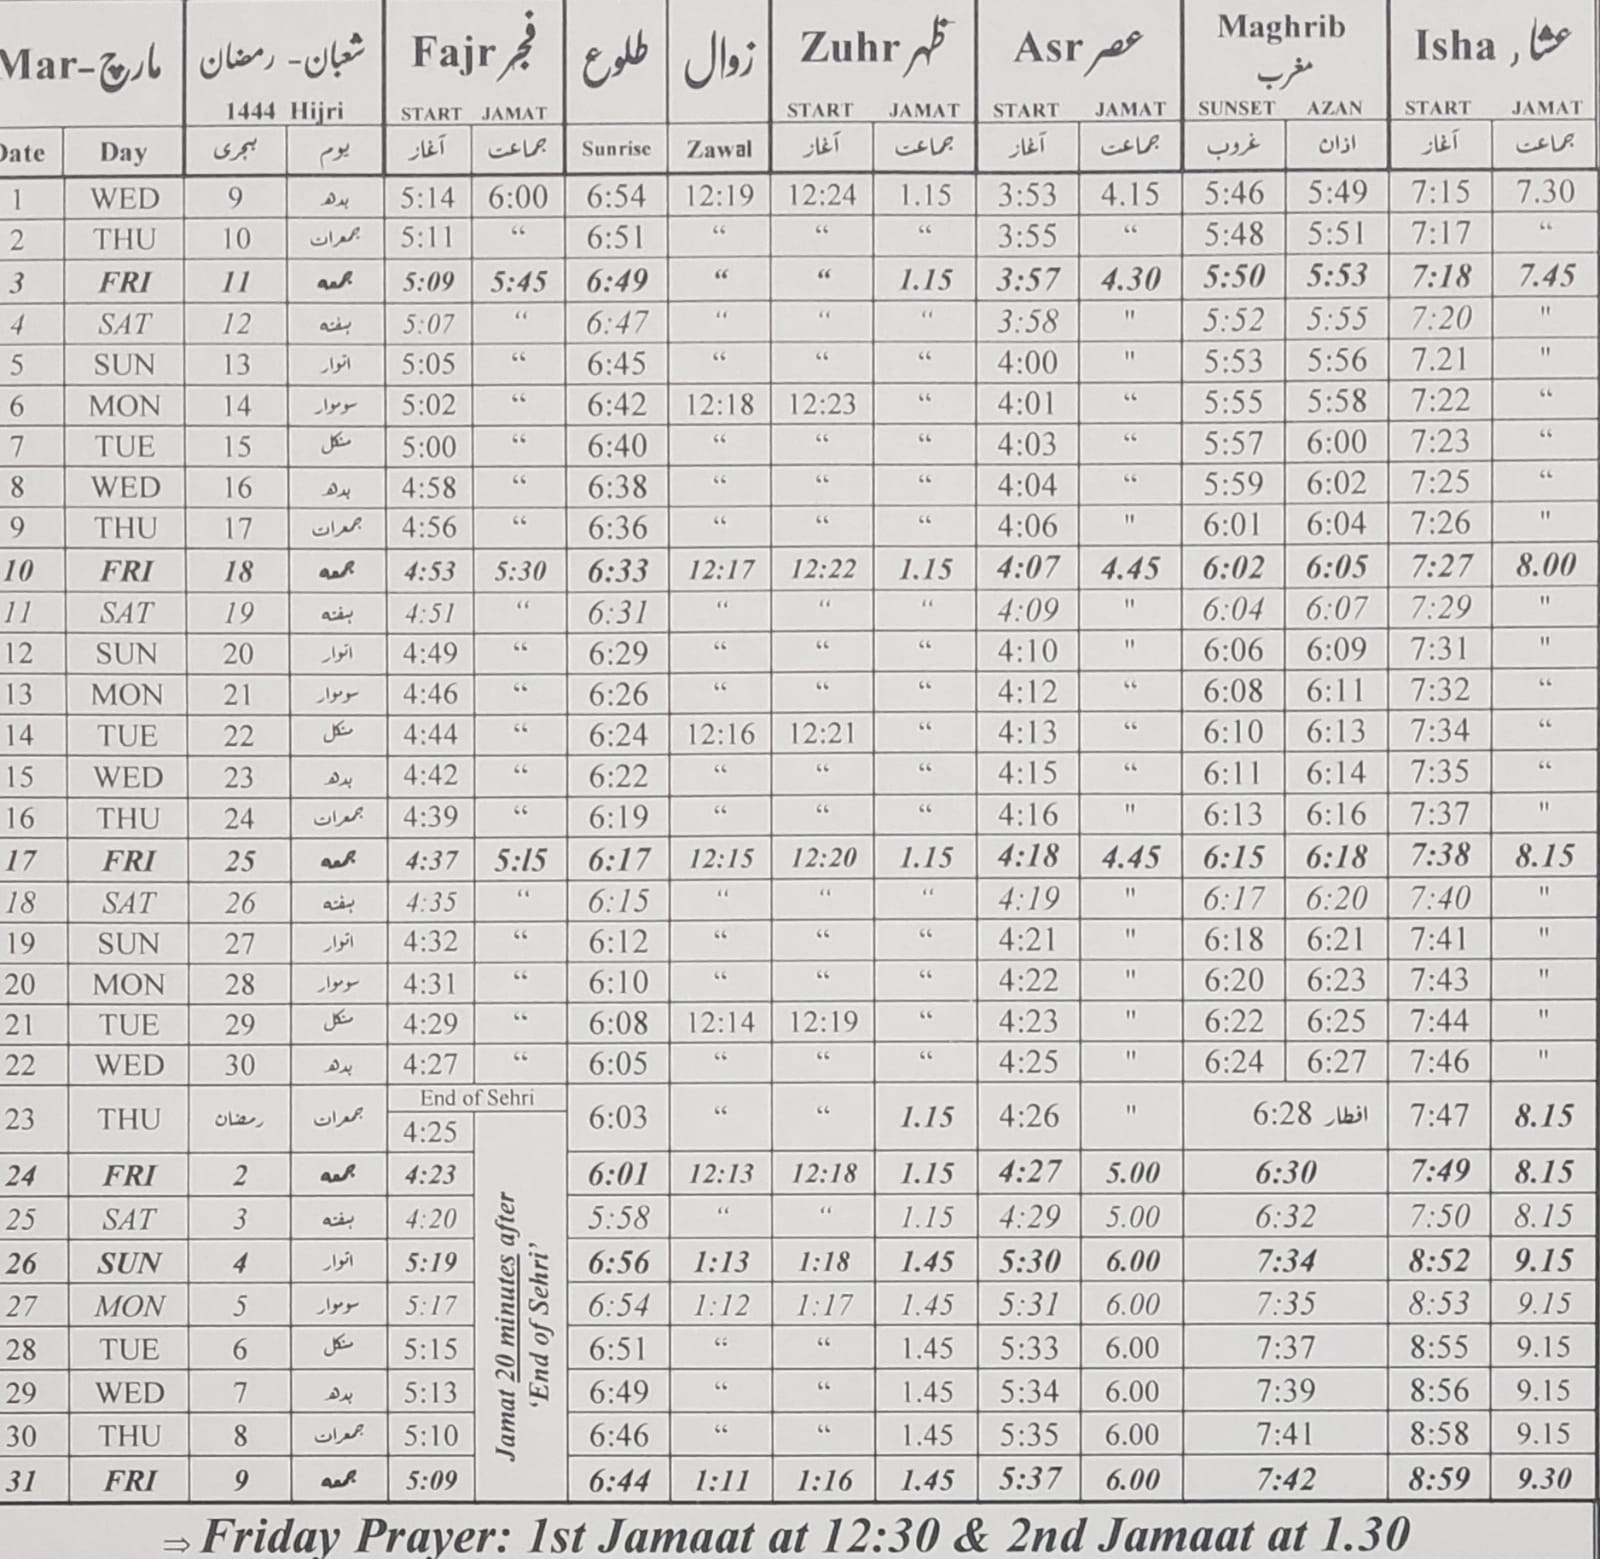 Mar-مارچ شعبان - رمضان Fajr فجر طلوع زوال Zuhr ظہر Asr عصر Maghrib مغرب Isha عشاء
1444 Hijri START JAMAT START JAMAT START JAMAT SUNSET AZAN START JAMAT
Date Day ہجری یوم آغاز جماعت Sunrise Zawal آغاز جماعت آغاز جماعت غروب اذان آغاز جماعت
1 WED 9 بدھ 5:14 6:00 6:54 12:19 12:24 1.15 3:53 4.15 5:46 5:49 7:15 7.30
2 THU 10 جمعرات 5:11 “ 6:51 “ “ “ 3:55 “ 5:48 5:51 7:17 “
3 FRI 11 جمعہ 5:09 5:45 6:49 “ “ 1.15 3:57 4.30 5:50 5:53 7:18 7.45
4 SAT 12 ہفتہ 5:07 “ 6:47 “ “ “ 3:58 " 5:52 5:55 7:20 "
5 SUN 13 اتوار 5:05 “ 6:45 “ “ “ 4:00 " 5:53 5:56 7.21 "
6 MON 14 سوموار 5:02 “ 6:42 12:18 12:23 “ 4:01 “ 5:55 5:58 7:22 “
7 TUE 15 منگل 5:00 “ 6:40 “ “ “ 4:03 “ 5:57 6:00 7:23 “
8 WED 16 بدھ 4:58 “ 6:38 “ “ “ 4:04 “ 5:59 6:02 7:25 “
9 THU 17 جمعرات 4:56 “ 6:36 “ “ “ 4:06 " 6:01 6:04 7:26 "
10 FRI 18 جمعہ 4:53 5:30 6:33 12:17 12:22 1.15 4:07 4.45 6:02 6:05 7:27 8.00
11 SAT 19 ہفتہ 4:51 “ 6:31 “ “ “ 4:09 " 6:04 6:07 7:29 "
12 SUN 20 اتوار 4:49 “ 6:29 “ “ “ 4:10 " 6:06 6:09 7:31 "
13 MON 21 سوموار 4:46 “ 6:26 “ “ “ 4:12 “ 6:08 6:11 7:32 “
14 TUE 22 منگل 4:44 “ 6:24 12:16 12:21 “ 4:13 “ 6:10 6:13 7:34 “
15 WED 23 بدھ 4:42 “ 6:22 “ “ “ 4:15 “ 6:11 6:14 7:35 “
16 THU 24 جمعرات 4:39 “ 6:19 “ “ “ 4:16 " 6:13 6:16 7:37 "
17 FRI 25 جمعہ 4:37 5:15 6:17 12:15 12:20 1.15 4:18 4.45 6:15 6:18 7:38 8.15
18 SAT 26 ہفتہ 4:35 “ 6:15 “ “ “ 4:19 " 6:17 6:20 7:40 "
19 SUN 27 اتوار 4:32 “ 6:12 “ “ “ 4:21 " 6:18 6:21 7:41 "
20 MON 28 سوموار 4:31 “ 6:10 “ “ “ 4:22 " 6:20 6:23 7:43 "
21 TUE 29 منگل 4:29 “ 6:08 12:14 12:19 “ 4:23 " 6:22 6:25 7:44 "
22 WED 30 بدھ 4:27 “ 6:05 “ “ “ 4:25 " 6:24 6:27 7:46 "
End of Sehri
23 THU رمضان جمعرات 4:25 6:03 “ “ 1.15 4:26 " 6:28 افطار 7:47 8.15
24 FRI 2 جمعہ 4:23 6:01 12:13 12:18 1.15 4:27 5.00 6:30 7:49 8.15
25 SAT 3 ہفتہ 4:20 5:58 “ “ 1.15 4:29 5.00 6:32 7:50 8.15
26 SUN 4 اتوار 5:19 6:56 1:13 1:18 1.45 5:30 6.00 7:34 8:52 9.15
27 MON 5 سوموار 5:17 6:54 1:12 1:17 1.45 5:31 6.00 7:35 8:53 9.15
28 TUE 6 منگل 5:15 6:51 “ “ 1.45 5:33 6.00 7:37 8:55 9.15
29 WED 7 بدھ 5:13 6:49 “ “ 1.45 5:34 6.00 7:39 8:56 9.15
30 THU 8 جمعرات 5:10 6:46 “ “ 1.45 5:35 6.00 7:41 8:58 9.15
31 FRI 9 جمعہ 5:09 6:44 1:11 1:16 1.45 5:37 6.00 7:42 8:59 9.30
Jamat 20 minutes after
‘End of Sehri’
⇒ Friday Prayer: 1st Jamaat at 12:30 & 2nd Jamaat at 1.30